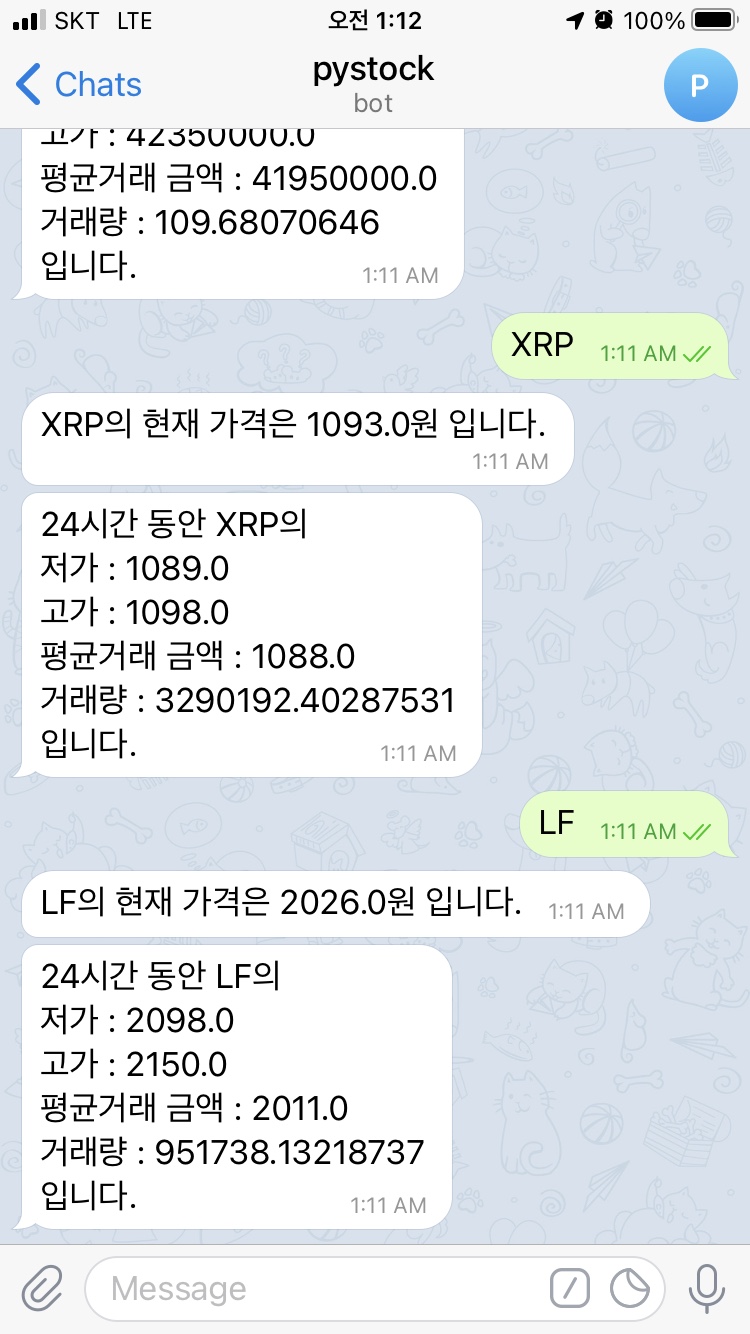 SKT LTE 오전 1:12 100%
Chats pystock P
bot
고가 : 42350000.0
평균거래 금액 : 41950000.0
거래량 : 109.68070646
입니다. 1:11 AM
XRP 1:11 AM
XRP의 현재 가격은 1093.0원 입니다.
1:11 AM
24시간 동안 XRP의
저가 : 1089.0
고가 : 1098.0
평균거래 금액 : 1088.0
거래량 : 3290192.40287531
입니다. 1:11 AM
LF 1:11 AM
LF의 현재 가격은 2026.0원 입니다. 1:11 AM
24시간 동안 LF의
저가 : 2098.0
고가 : 2150.0
평균거래 금액 : 2011.0
거래량 : 951738.13218737
입니다. 1:11 AM
Message